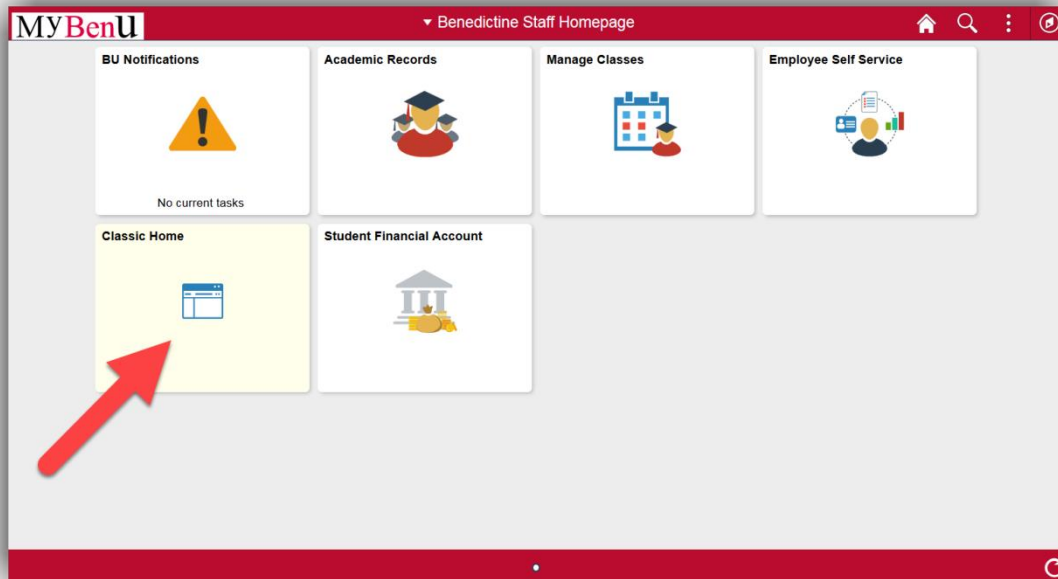 MyBenU
Benedictine Staff Homepage
BU Notifications
No current tasks
Academic Records
Manage Classes
Employee Self Service
Classic Home
Student Financial Account